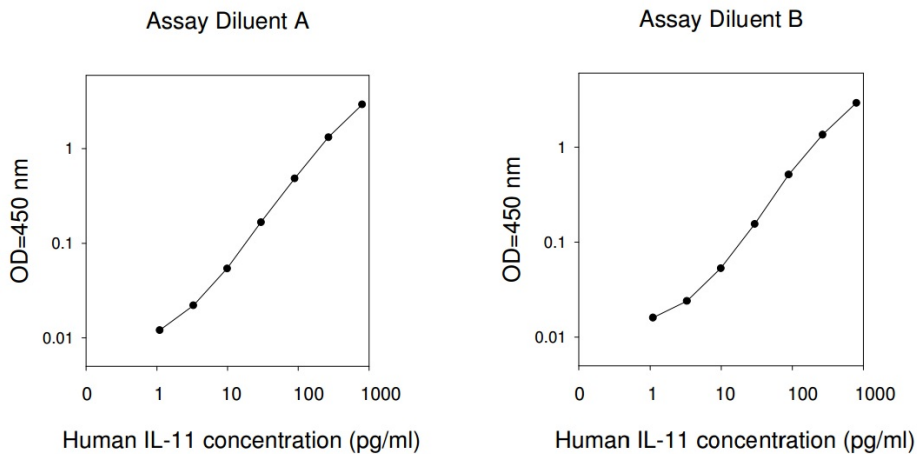 Assay Diluent A
OD=450 nm
1
0.1
0.01
0 1 10 100 1000
Human IL-11 concentration (pg/ml)
Assay Diluent B
OD=450 nm
1
0.1
0.01
0 1 10 100 1000
Human IL-11 concentration (pg/ml)